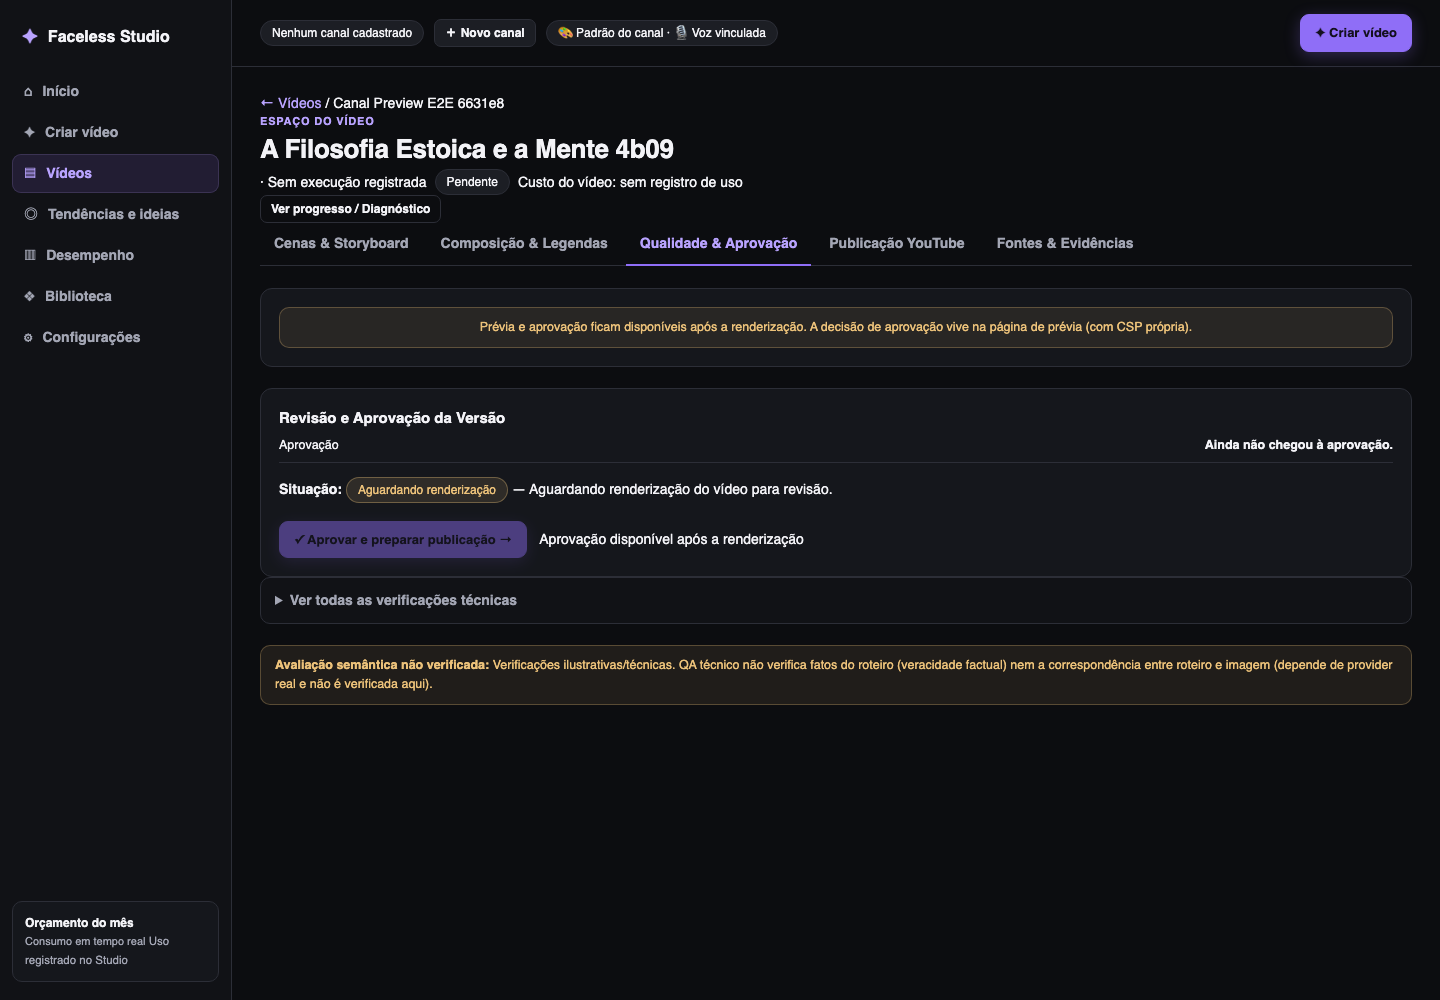 Faceless Studio
Início
Criar vídeo
Vídeos
Tendências e ideias
Desempenho
Biblioteca
Configurações
Orçamento do mês
Consumo em tempo real Uso
registrado no Studio
Nenhum canal cadastrado
+ Novo canal
Padrão do canal · Voz vinculada
Criar vídeo
← Vídeos / Canal Preview E2E 6631e8
ESPAÇO DO VÍDEO
A Filosofia Estoica e a Mente 4b09
· Sem execução registrada Pendente Custo do vídeo: sem registro de uso
Ver progresso / Diagnóstico
Cenas & Storyboard
Composição & Legendas
Qualidade & Aprovação
Publicação YouTube
Fontes & Evidências
Prévia e aprovação ficam disponíveis após a renderização. A decisão de aprovação vive na página de prévia (com CSP própria).
Revisão e Aprovação da Versão
Aprovação Ainda não chegou à aprovação.
Situação: Aguardando renderização — Aguardando renderização do vídeo para revisão.
✓ Aprovar e preparar publicação → Aprovação disponível após a renderização
Ver todas as verificações técnicas
Avaliação semântica não verificada: Verificações ilustrativas/técnicas. QA técnico não verifica fatos do roteiro (veracidade factual) nem a correspondência entre roteiro e imagem (depende de provider
real e não é verificada aqui).